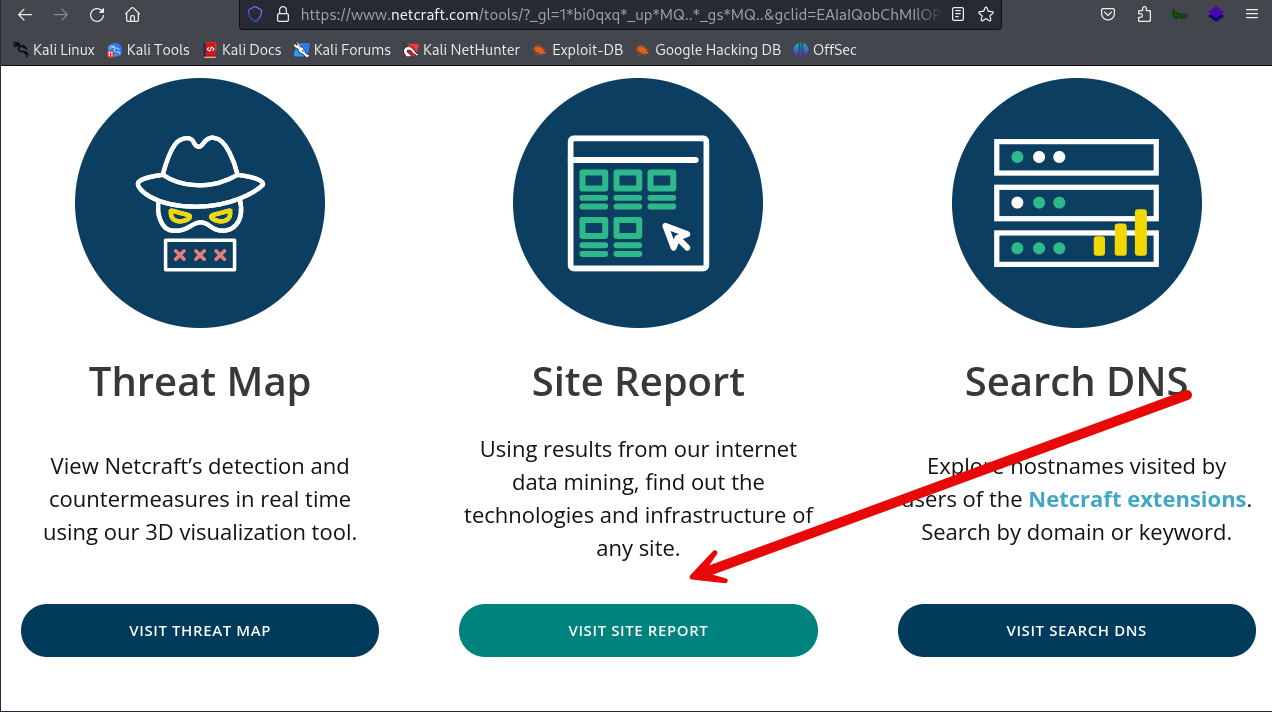 https://www.netcraft.com/tools/?_gl=1*bi0qxq*_up*MQ..*_gs*MQ..&gclid=EAIaIQobChMIlOP
bw
Kali Linux Kali Tools Kali Docs Kali Forums Kali NetHunter Exploit-DB Google Hacking DB OffSec
Threat Map
View Netcraft’s detection and
countermeasures in real time
using our 3D visualization tool.
VISIT THREAT MAP
Site Report
Using results from our internet
data mining, find out the
technologies and infrastructure of
any site.
VISIT SITE REPORT
Search DNS
Explore hostnames visited by
users of the Netcraft extensions.
Search by domain or keyword.
VISIT SEARCH DNS